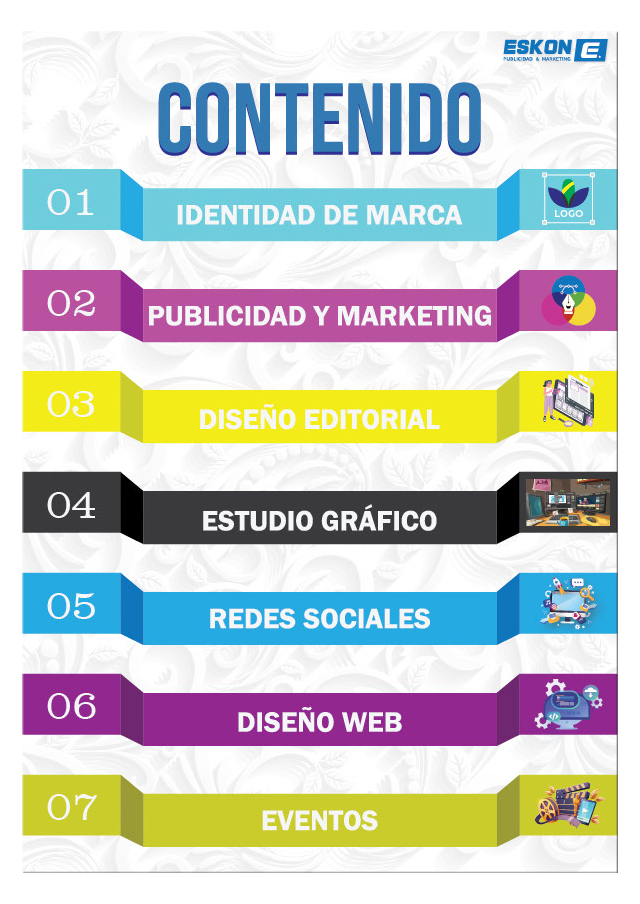 ESKON E.
PUBLICIDAD & MARKETING
CONTENIDO
01
IDENTIDAD DE MARCA
LOGO
02
PUBLICIDAD Y MARKETING
03
DISEÑO EDITORIAL
04
ESTUDIO GRÁFICO
05
REDES SOCIALES
06
DISEÑO WEB
07
EVENTOS